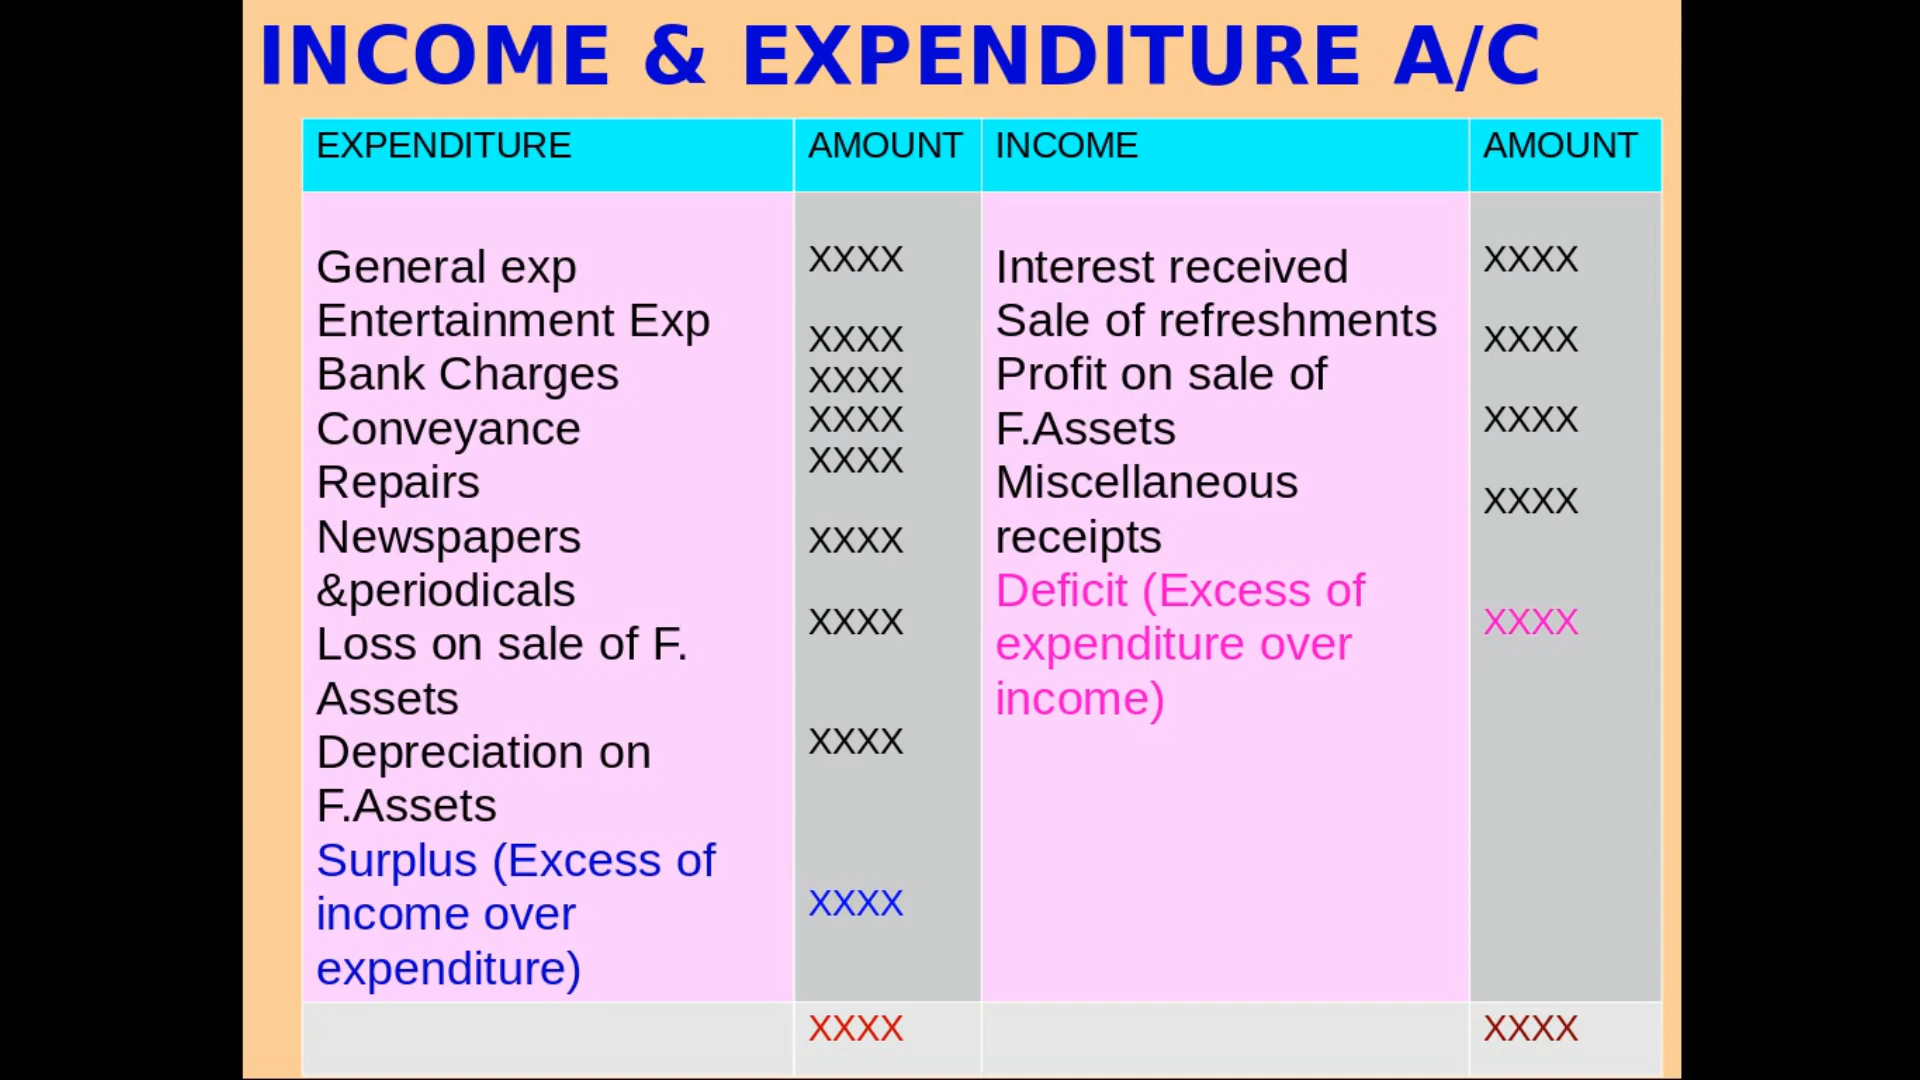 INCOME & EXPENDITURE A/C
EXPENDITURE AMOUNT INCOME AMOUNT
General exp
Entertainment Exp
Bank Charges
Conveyance
Repairs
Newspapers
&periodicals
Loss on sale of F.
Assets
Depreciation on
F.Assets
Surplus (Excess of
income over
expenditure)
XXXX
XXXX
XXXX
XXXX
XXXX
XXXX
XXXX
XXXX
XXXX
Interest received
Sale of refreshments
Profit on sale of
F.Assets
Miscellaneous
receipts
Deficit (Excess of
expenditure over
income)
XXXX
XXXX
XXXX
XXXX
XXXX
XXXX XXXX